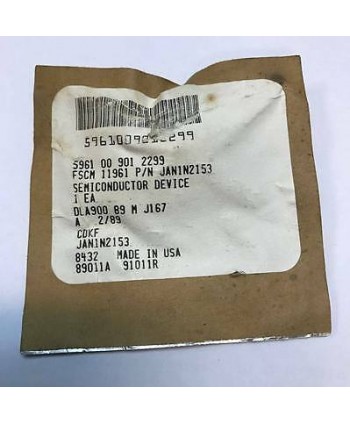 5961009012299
5961 00 901 2299
FSCM 11961 P/N JAN1N2153
SEMICONDUCTOR DEVICE
1 EA
DLA900 89 M J167
A 2/89
CDKF
JAN1N2153
8432 MADE IN USA
89011A 91011R